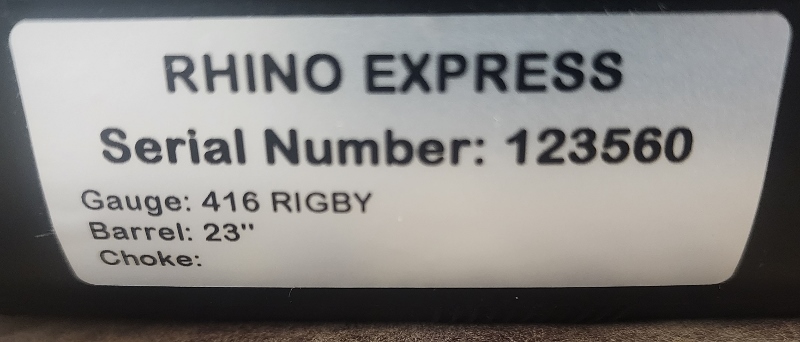 RHINO EXPRESS
Serial Number: 123560
Gauge: 416 RIGBY
Barrel: 23"
Choke: